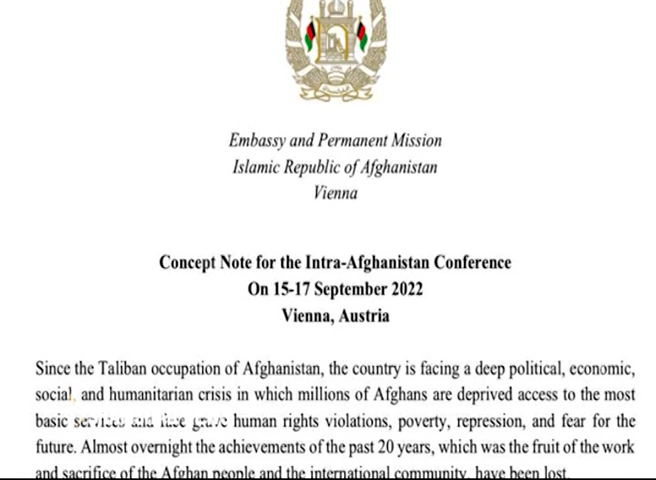 Embassy and Permanent Mission
Islamic Republic of Afghanistan
Vienna
Concept Note for the Intra-Afghanistan Conference
On 15-17 September 2022
Vienna, Austria
Since the Taliban occupation of Afghanistan, the country is facing a deep political, economic,
social, and humanitarian crisis in which millions of Afghans are deprived access to the most
basic services and face grave human rights violations, poverty, repression, and fear for the
future. Almost overnight the achievements of the past 20 years, which was the fruit of the work
and sacrifice of the Afghan people and the international community, have been lost.